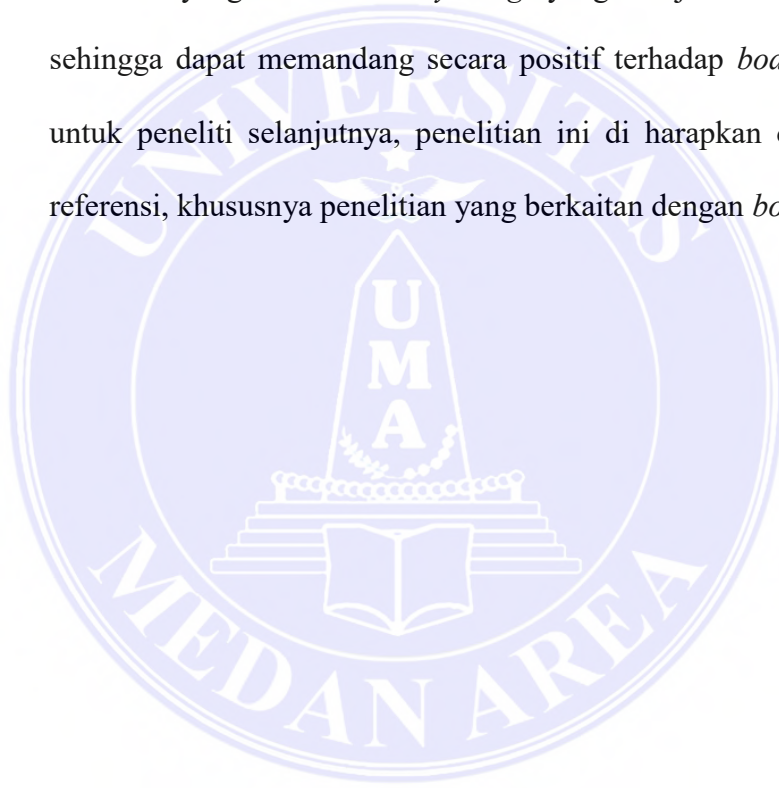 sehingga dapat memandang secara positif terhadap
untuk peneliti selanjutnya, penelitian ini di harapkan
referensi, khususnya penelitian yang berkaitan dengan
UNIVERSITAS
UMA
MEDAN AREA